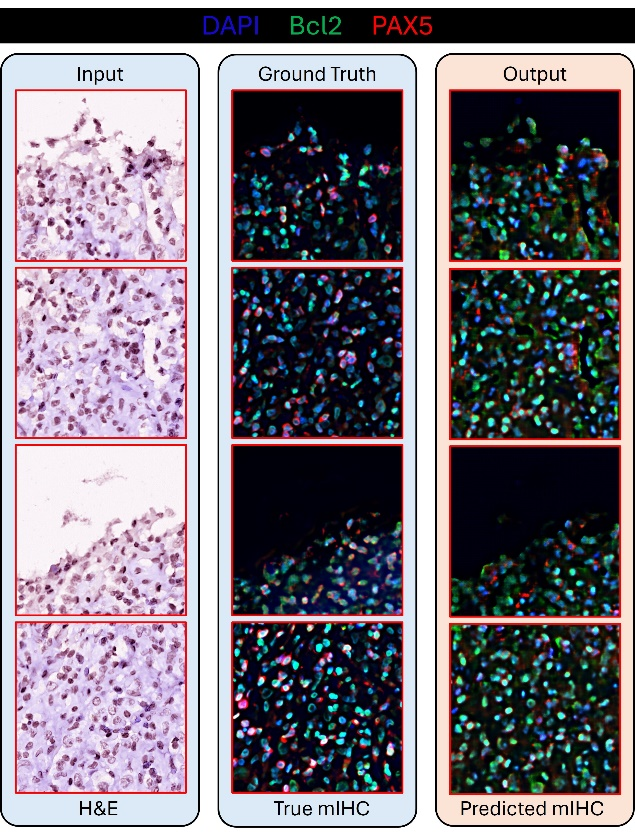 DAPI Bcl2 PAX5
Input Ground Truth Output
H&E True mIHC Predicted mIHC